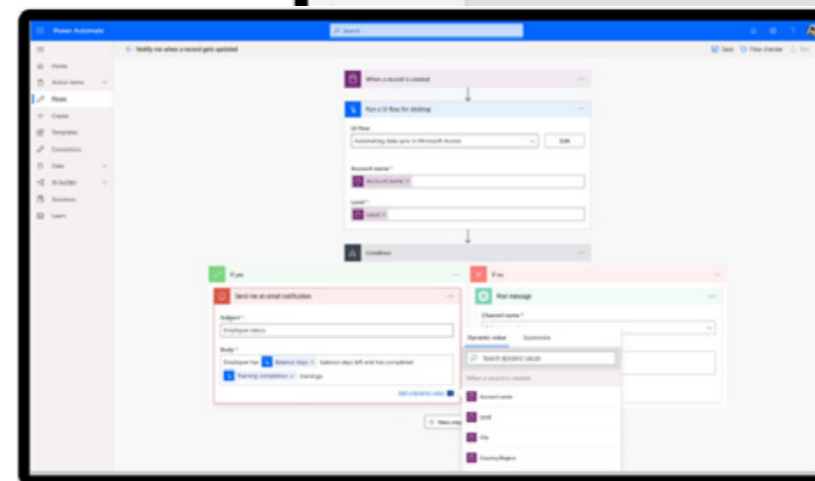 Power Automate
Search
Notify me when a record gets updated
Save
Flow checker
Test
Home
Action items
Flows
Create
Templates
Connectors
Data
AI builder
Solutions
Learn
When a record is created
Run a UI flow for desktop
UI flow
Automating data sync in Microsoft Access
Edit
Account name *
Account name ×
Level *
Level ×
Condition
If yes
Send me an email notification
Subject *
Employee status
Body *
Employee has Balance days × balance days left and has completed
Training completion × trainings
Add a dynamic value
New step
If no
Post message
Channel name *
Dynamic value
Expression
Search dynamic values
When a record is created
Account name
Level
City
Country/Region